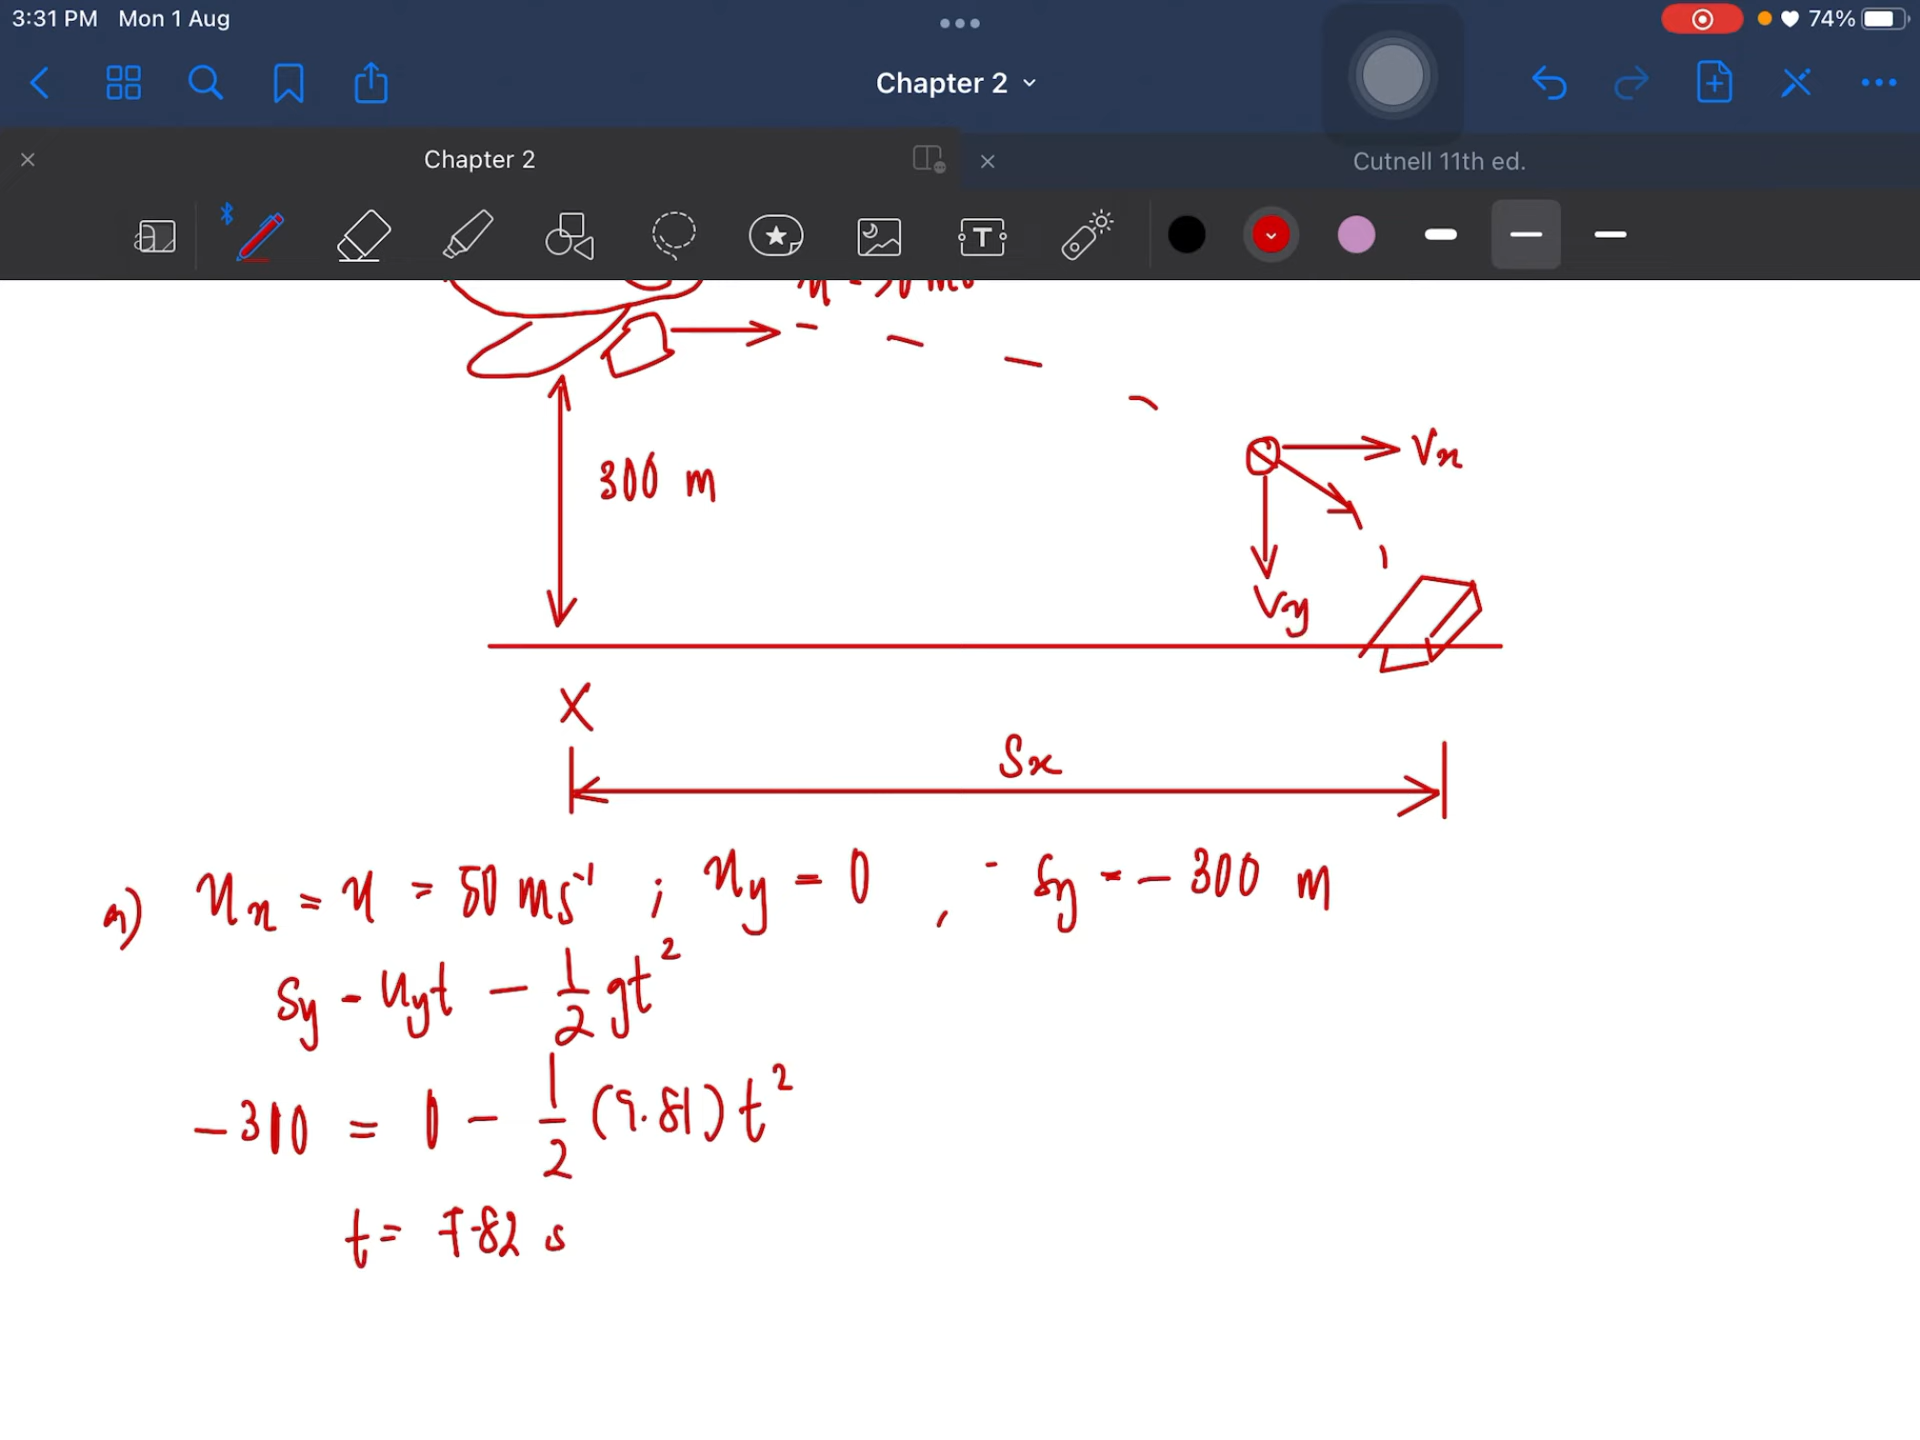 3:31 PM Mon 1 Aug
74%
Chapter 2
Chapter 2
Cutnell 11th ed.
300 m
Vx
Vy
X
Sx
a) ux = u = 50 ms⁻¹ ; uy = 0 , Sy = - 300 m
Sy = uyt - 1/2 gt²
-300 = 0 - 1/2 (9.81) t²
t = 7.82 s